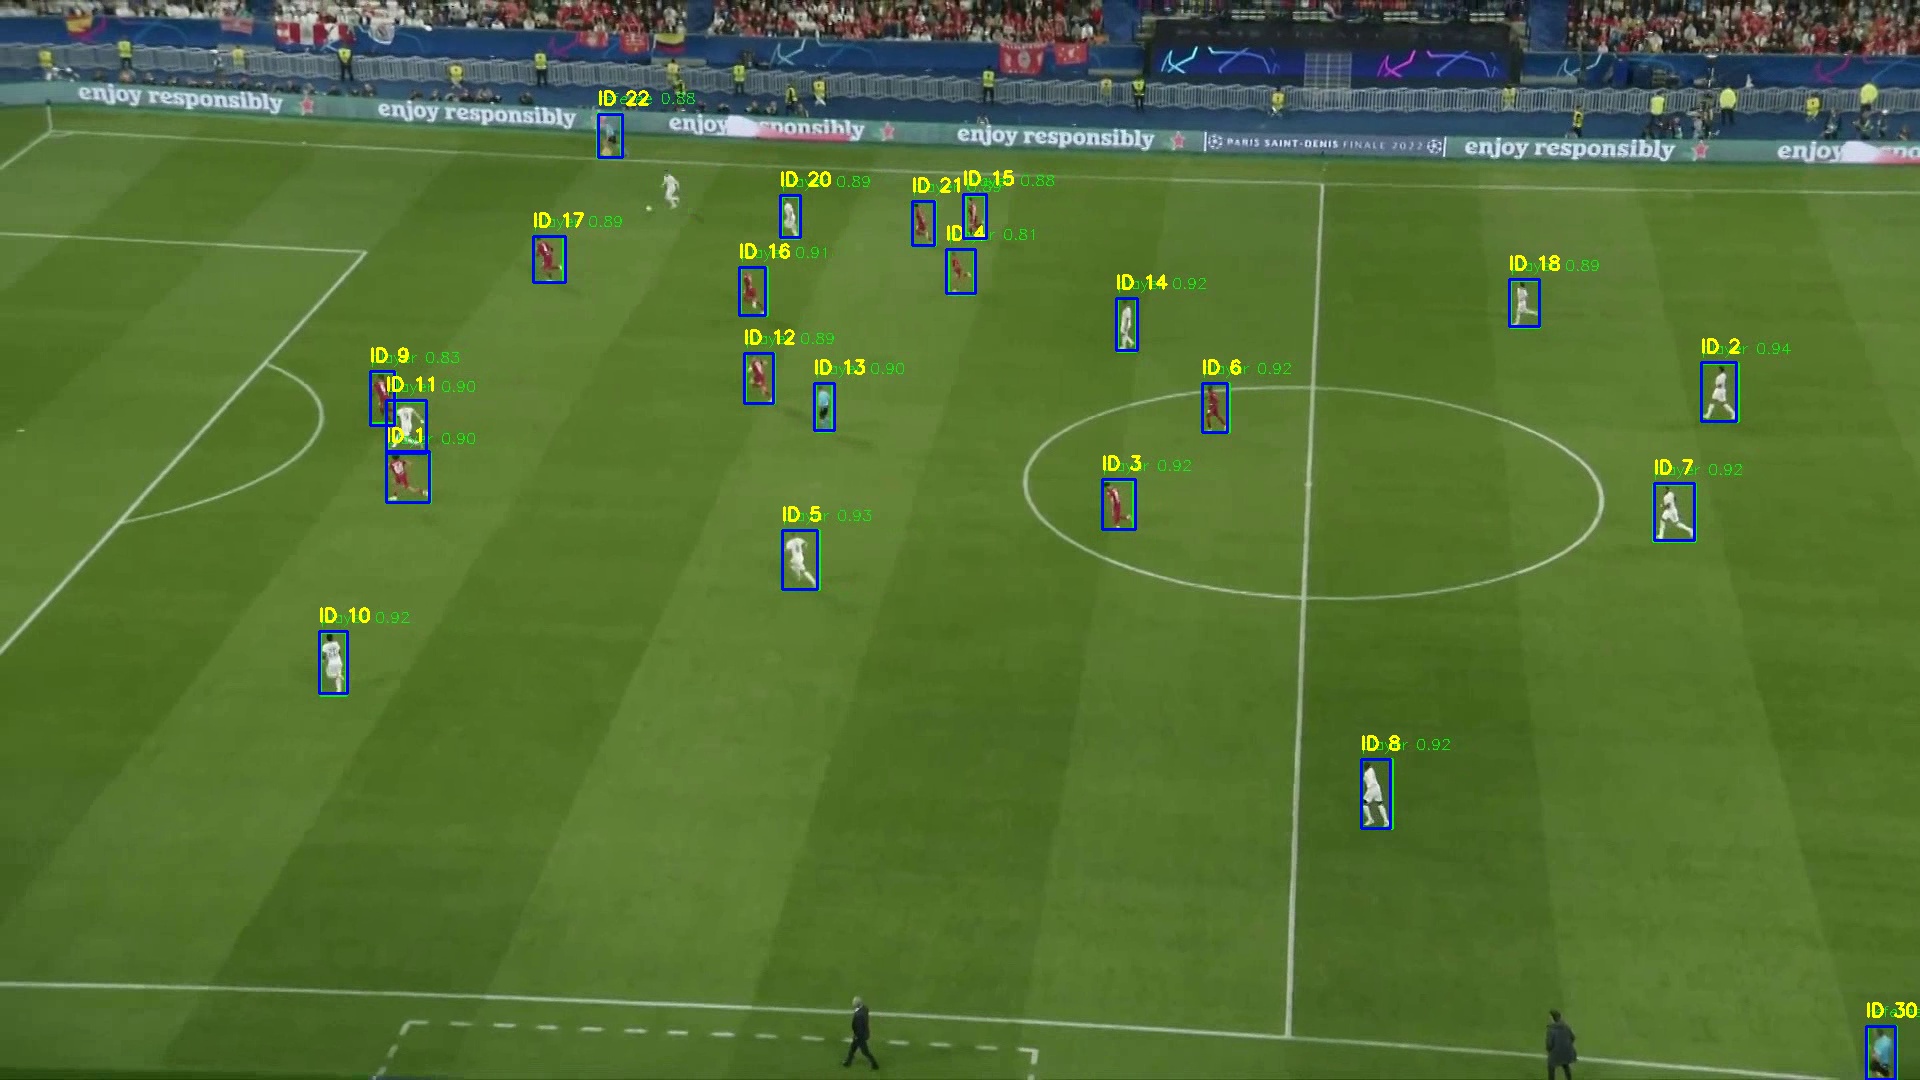 enjoy responsibly
enjoy responsibly
enjoy
sponsibly
enjoy responsibly
PARIS SAINT-DENIS FINALE 2022
enjoy responsibly
enjoy
ID 22
0.88
ID 20
0.89
ID 21
ID 15
0.88
ID 17
0.89
ID 4
0.81
ID 16
0.91
ID 14
0.92
ID 18
0.89
ID 12
0.89
ID 2
0.94
ID 9
0.83
ID 11
0.90
ID 13
0.90
ID 6
0.92
ID 1
0.90
ID 3
0.92
ID 7
0.92
ID 5
0.93
ID 10
0.92
ID 8
0.92
ID 30